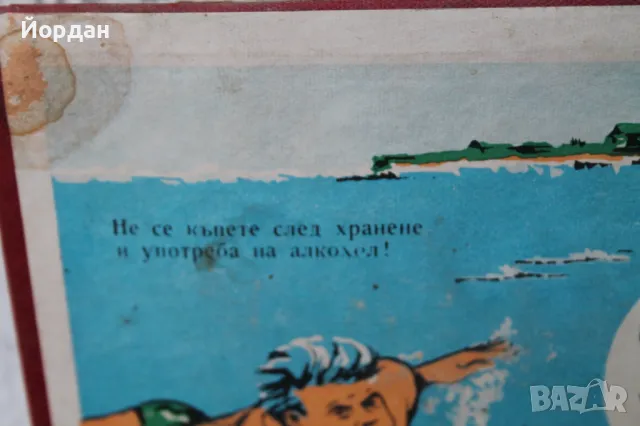 Йордан
Не се къпете след хранене
и употреба на алкохол!
BAZAR